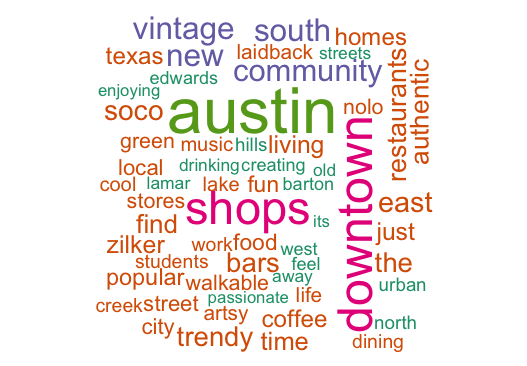 vintage south homes
texas new laidback streets
edwards community
enjoying
soco austin nolo restaurants authentic
green music hills living
local drinking creating old
cool lamar lake fun barton
stores shops its downtown east
find just
zilker work food west the
students bars feel
popular walkable away urban
creek street passionate life
artsy coffee north
city trendy time dining